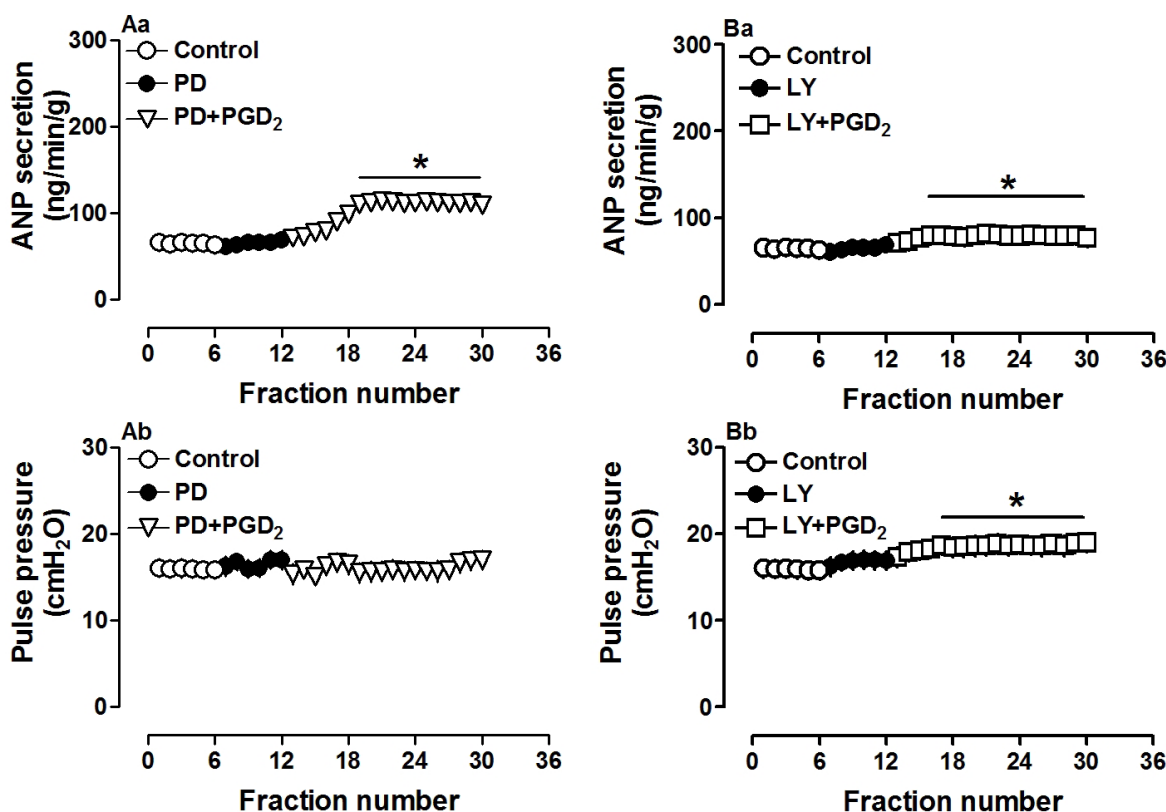 Aa
300
200
100
0
ANP secretion
(ng/min/g)
Control
PD
PD+PGD₂
*
0 6 12 18 24 30 36
Fraction number
Ba
300
200
100
0
ANP secretion
(ng/min/g)
Control
LY
LY+PGD₂
*
0 6 12 18 24 30 36
Fraction number
Ab
30
20
10
0
Pulse pressure
(cmH₂O)
Control
PD
PD+PGD₂
0 6 12 18 24 30 36
Fraction number
Bb
30
20
10
0
Pulse pressure
(cmH₂O)
Control
LY
LY+PGD₂
*
0 6 12 18 24 30 36
Fraction number